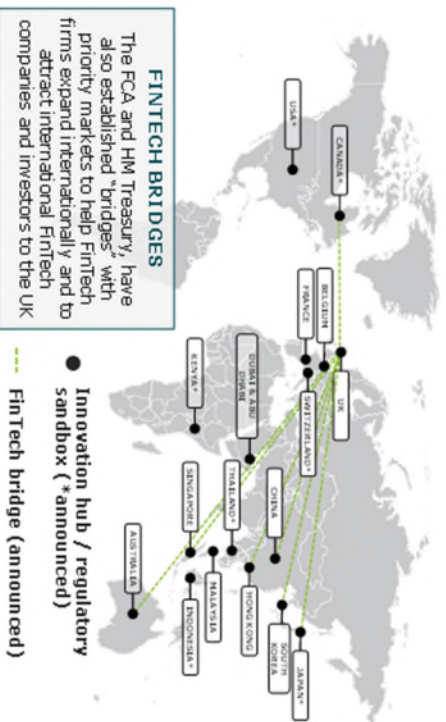 USA*
CANADA*
BELGIUM
FRANCE
UK
SWITZERLAND*
KENYA*
DUBAI & ABU
DHABI
CHINA
THAILAND*
SINGAPORE
HONG KONG
MALAYSIA
INDONESIA*
AUSTRALIA
SOUTH
KOREA
JAPAN*
FINTECH BRIDGES
The FCA and HM Treasury, have
also established "bridges" with
priority markets to help FinTech
firms expand internationally and to
attract international FinTech
companies and investors to the UK
Innovation hub / regulatory
sandbox (*announced)
FinTech bridge (announced)